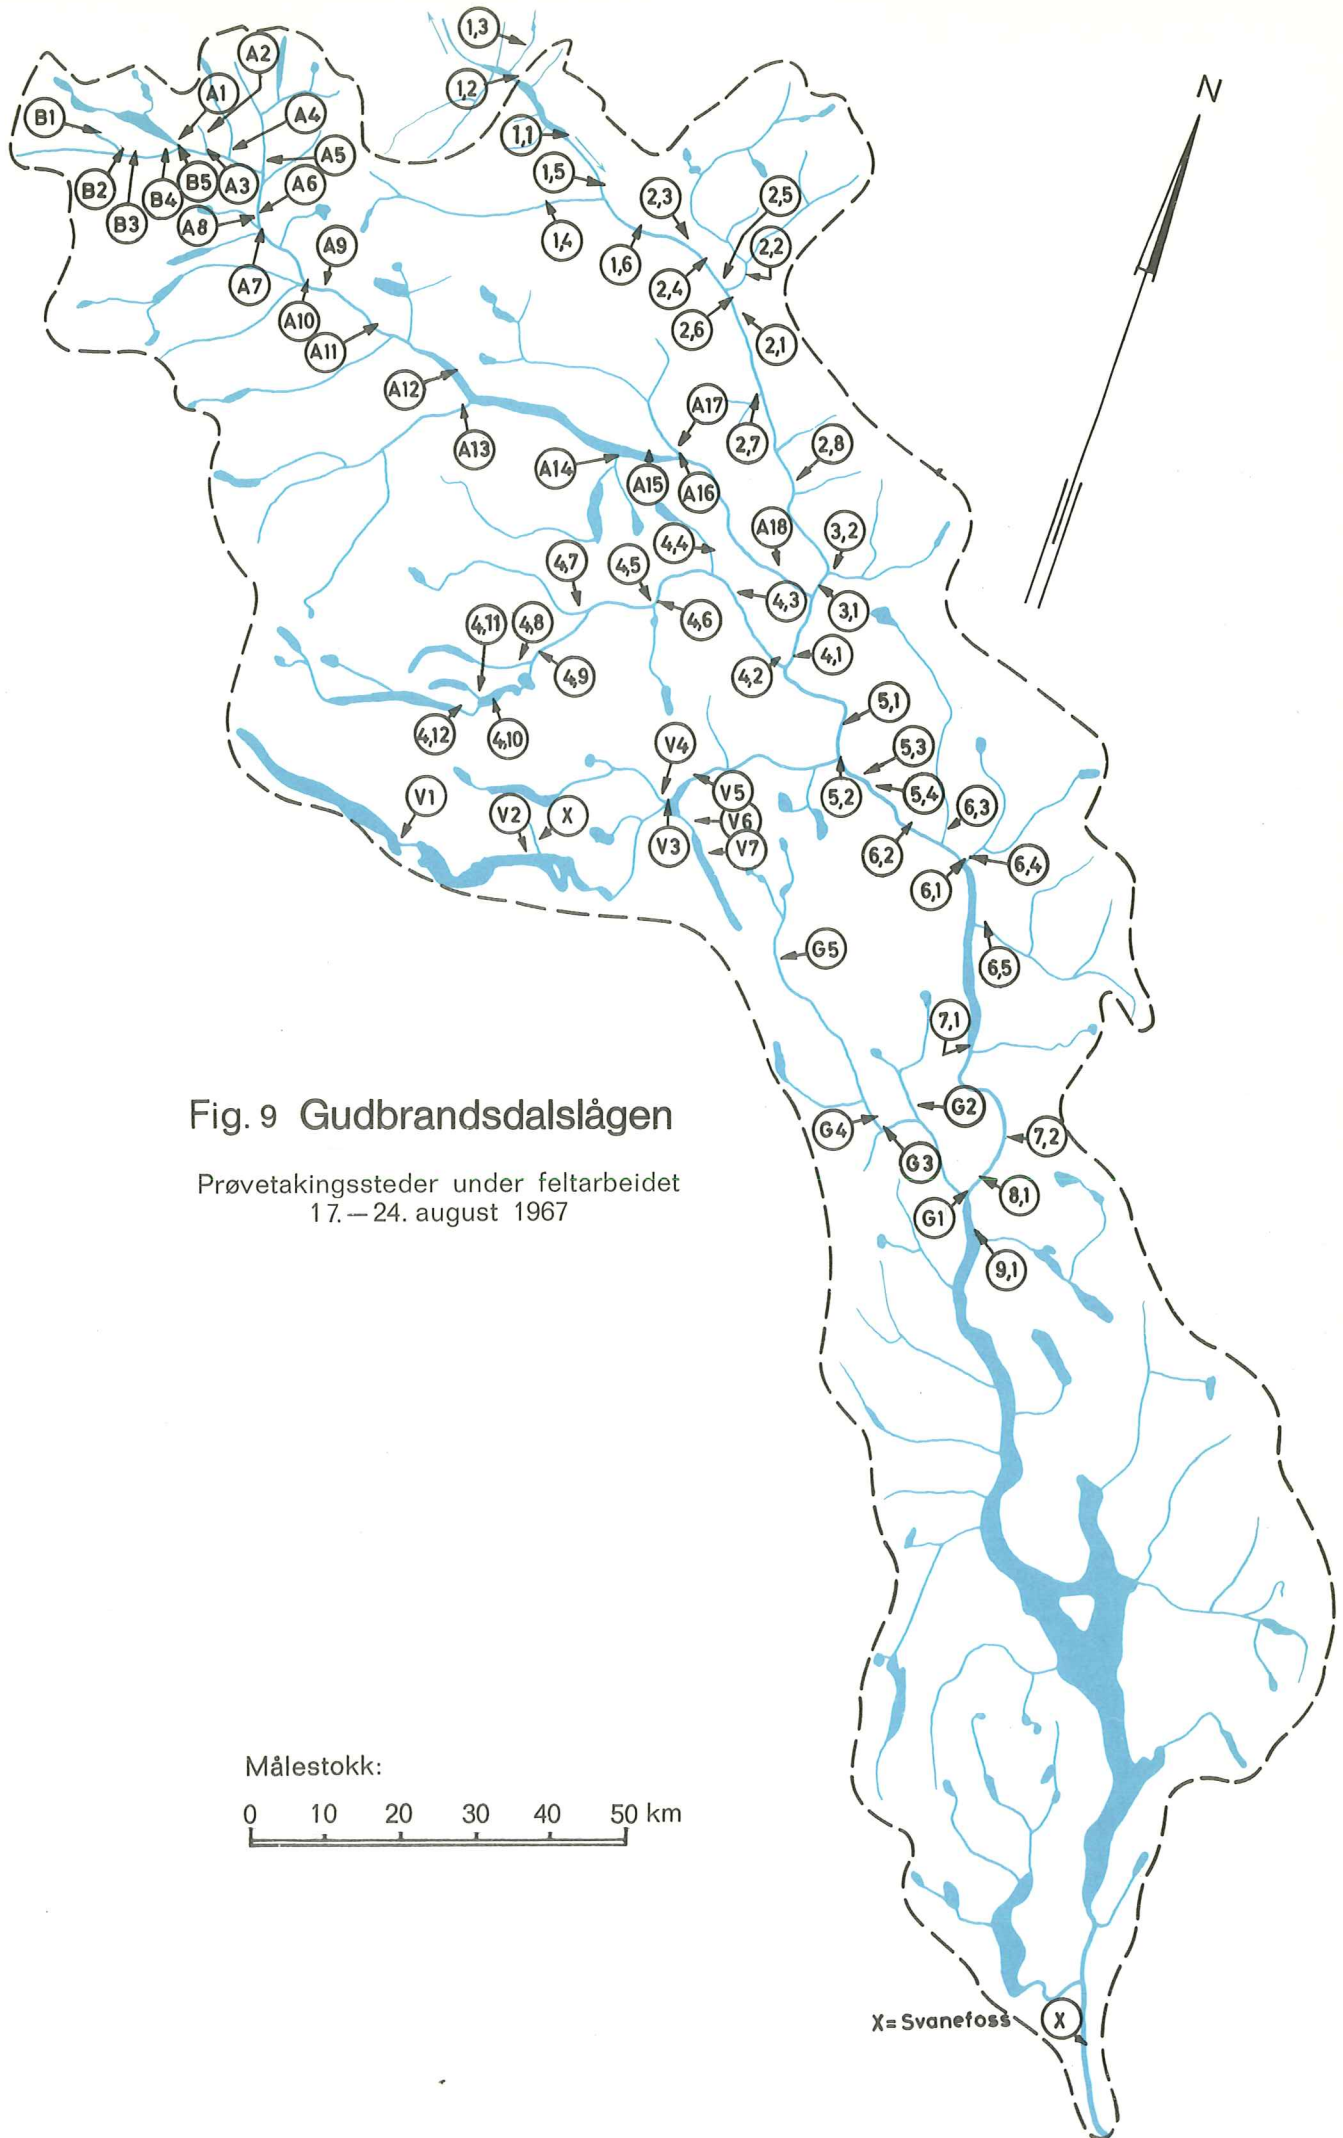 1,3
A2
1,2
N
A1
B1
A4
1,1
A5
1,5
B2
B4
B5
A3
A6
2,3
2,5
B3
A8
1,4
2,2
A9
1,6
A7
2,4
A10
2,6
A11
2,1
A12
A17
A13
2,7
2,8
A14
A15
A16
A18
3,2
4,4
4,7
4,5
4,3
3,1
4,11
4,8
4,6
4,1
4,9
4,2
5,1
4,12
4,10
V4
5,3
V1
V2
X
V5
5,2
5,4
6,3
V6
V3
V7
6,2
6,4
6,1
G5
6,5
7,1
G2
Fig. 9 Gudbrandsdalslågen
G4
7,2
G3
Prøvetakingssteder under feltarbeidet
17.—24. august 1967
8,1
G1
9,1
Målestokk:
0 10 20 30 40 50 km
X=Svanefoss
X